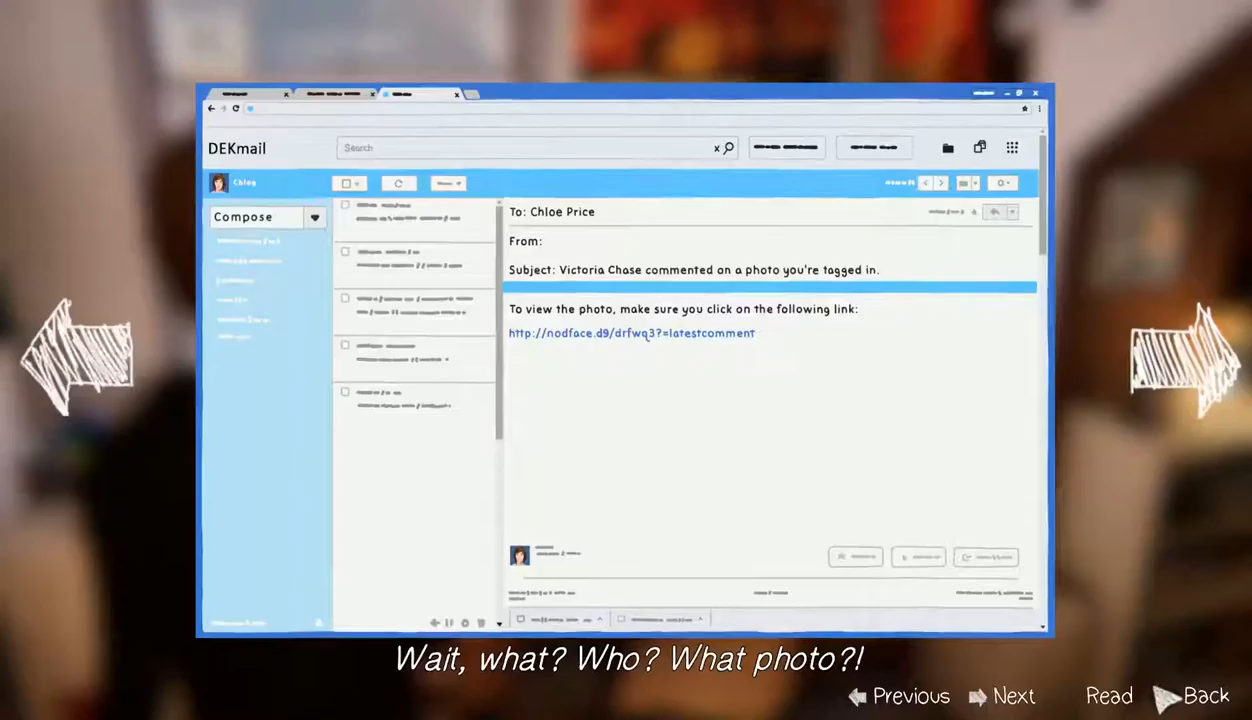 DEKmail
Search
Chloe
Compose
To: Chloe Price
From:
Subject: Victoria Chase commented on a photo you're tagged in.
To view the photo, make sure you click on the following link:
http://nodface.d9/drfwq3?=latestcomment
Wait, what? Who? What photo?!
Previous Next Read Back